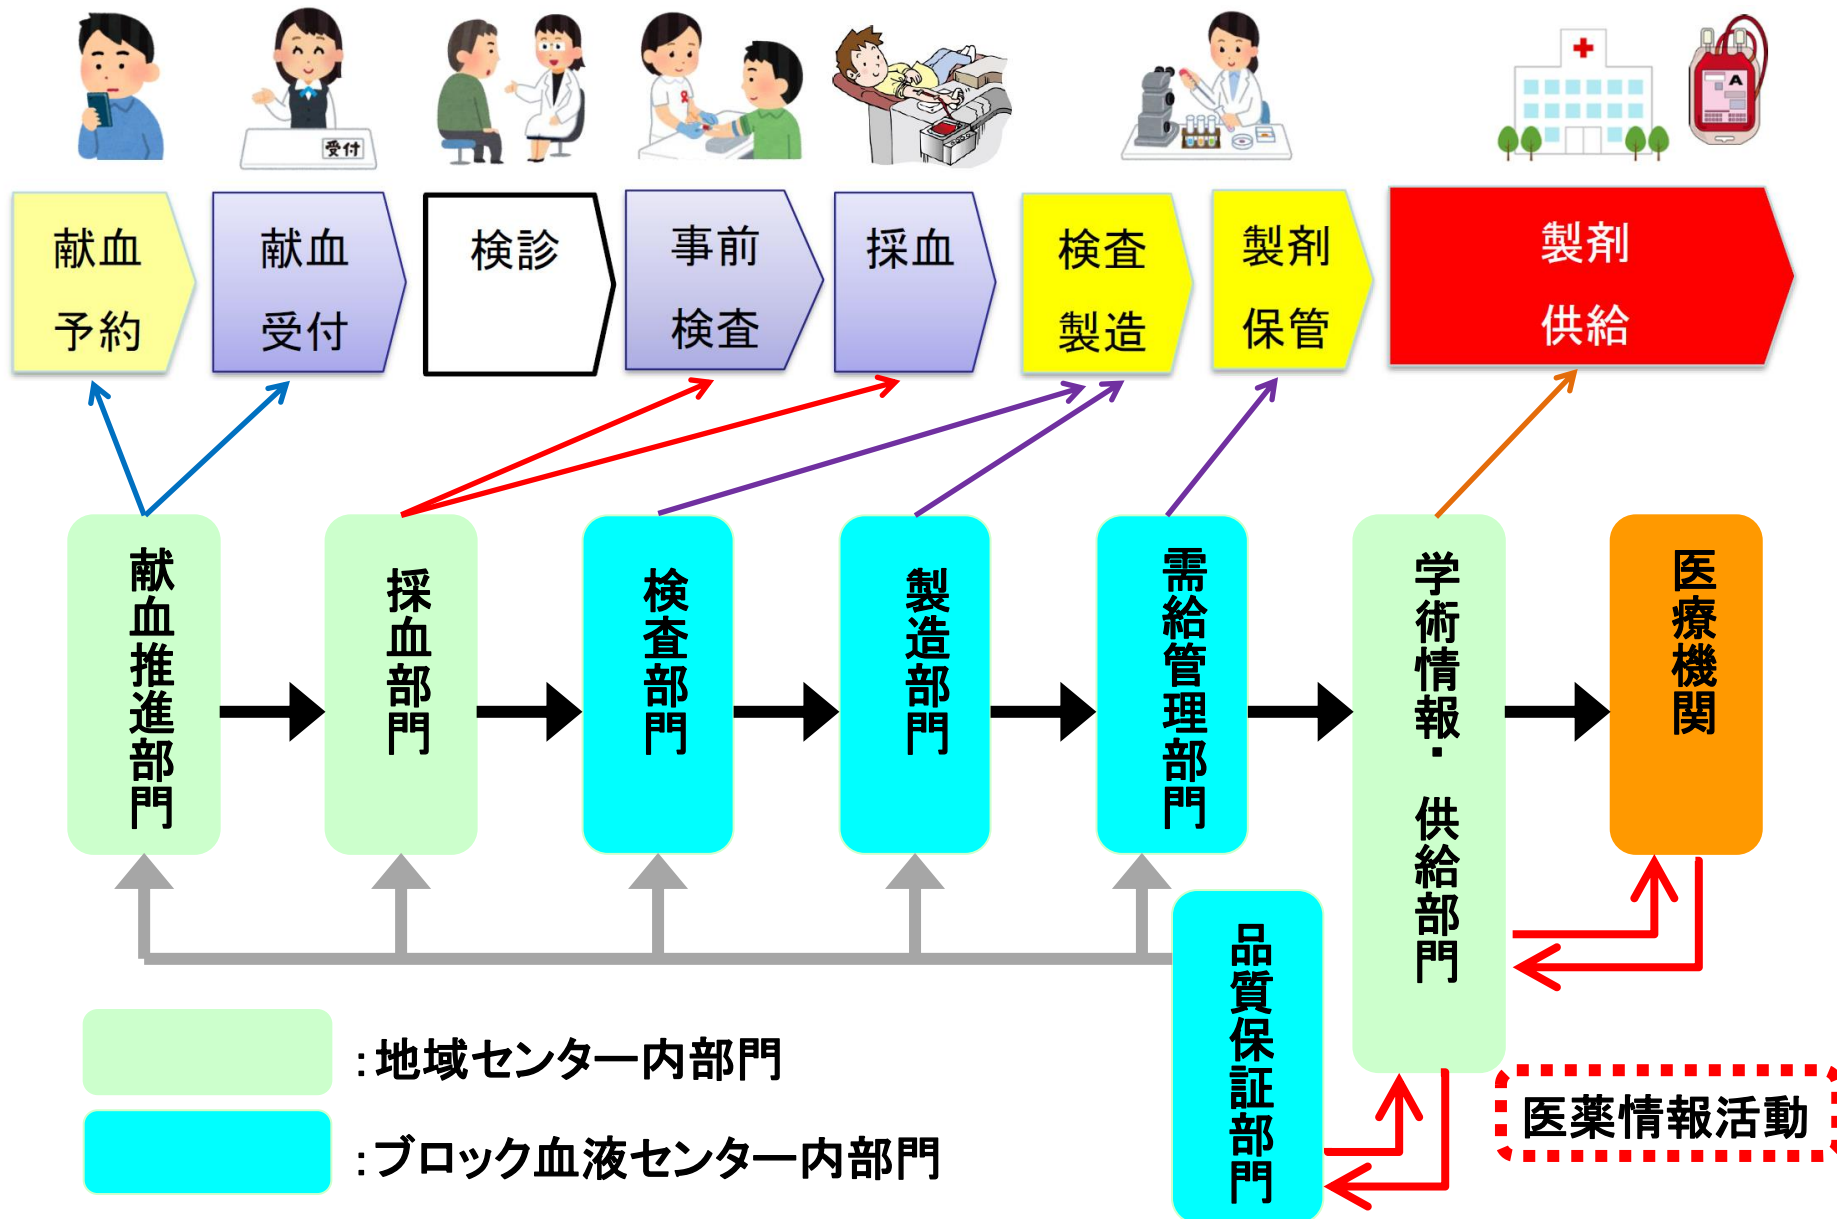 受付
A
献血
予約
献血
受付
検診
事前
検査
採血
検査
製造
製剤
保管
製剤
供給
献血推進部門
採血部門
検査部門
製造部門
需給管理部門
学術情報・供給部門
医療機関
品質保証部門
:地域センター内部門
:ブロック血液センター内部門
医薬情報活動